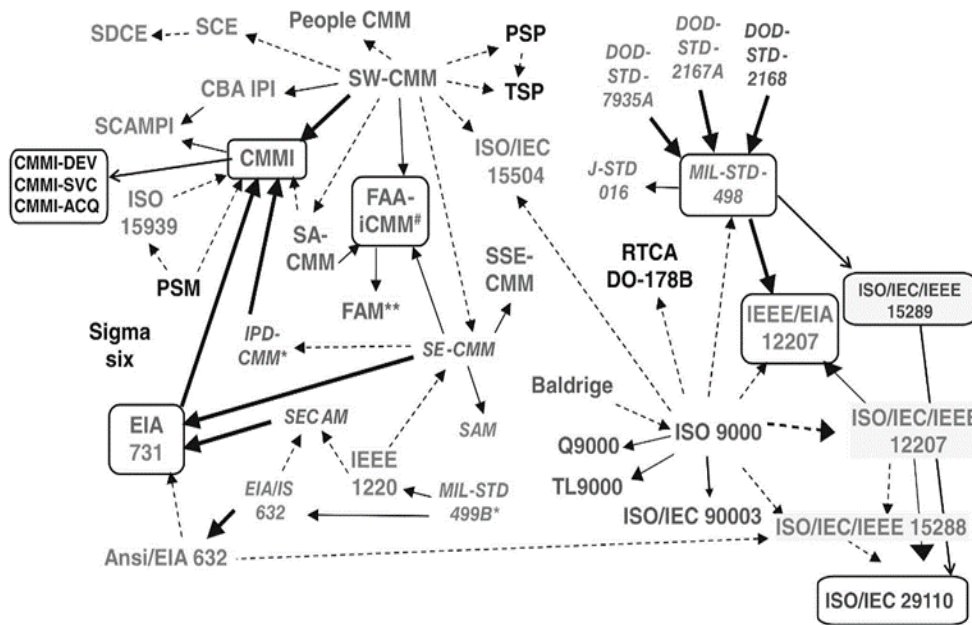 People CMM
SDCE
SCE
PSP
DOD-
STD-
2167A
DOD-
STD-
2168
DOD-
STD-
7935A
SW-CMM
TSP
CBA IPI
SCAMPI
CMMI
ISO/IEC
15504
J-STD
016
MIL-STD-
498
CMMI-DEV
CMMI-SVC
CMMI-ACQ
ISO
15939
FAA-
iCMM#
SA-
CMM
SSE-
CMM
RTCA
DO-178B
PSM
FAM**
ISO/IEC/IEEE
15289
IEEE/EIA
12207
Sigma
six
IPD-
CMM*
SE-CMM
Baldrige
EIA
731
SECAM
SAM
ISO 9000
ISO/IEC/IEEE
12207
Q9000
IEEE
1220
TL9000
EIA/IS
632
MIL-STD
499B*
ISO/IEC 90003
ISO/IEC/IEEE 15288
Ansi/EIA 632
ISO/IEC 29110